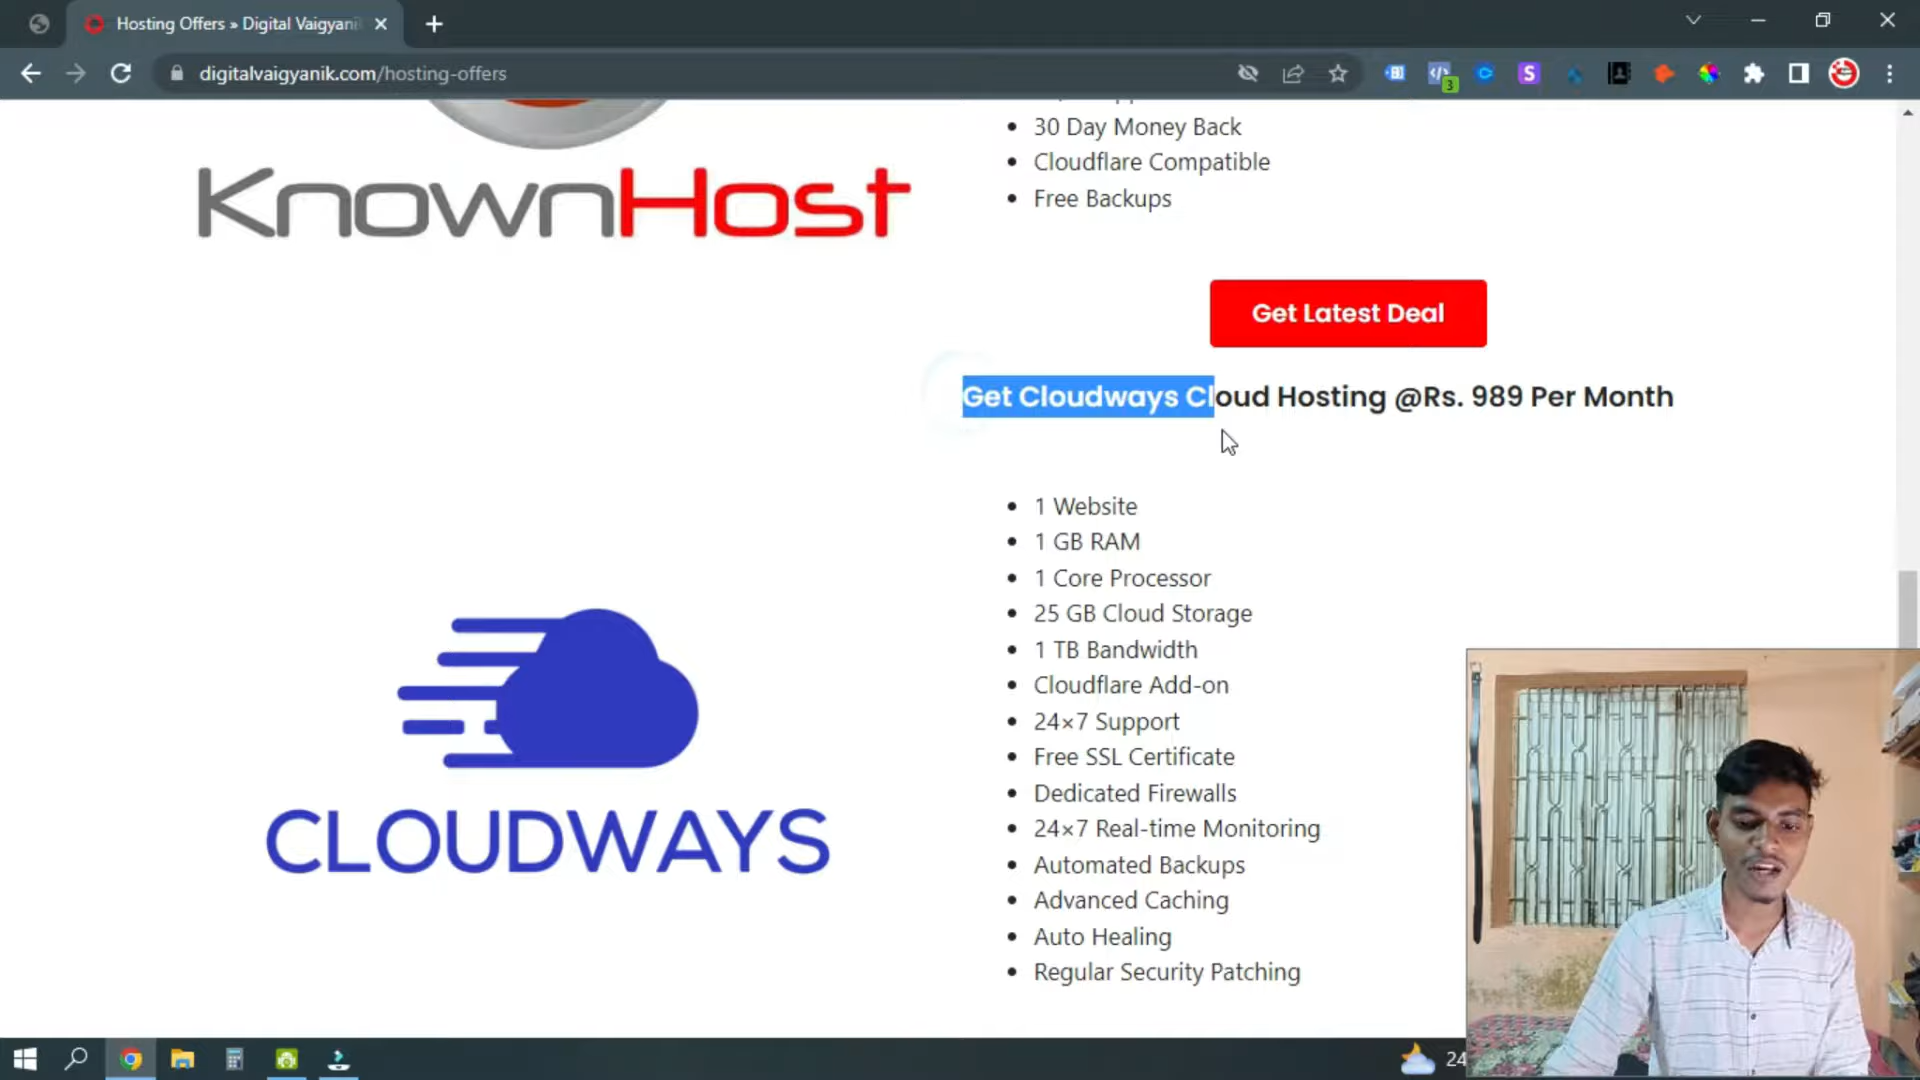 Hosting Offers » Digital Vaigyani
digitalvaigyanik.com/hosting-offers
3
30 Day Money Back
Cloudflare Compatible
Free Backups
KnownHost
Get Latest Deal
Get Cloudways Cloud Hosting @Rs. 989 Per Month
1 Website
1 GB RAM
1 Core Processor
25 GB Cloud Storage
1 TB Bandwidth
Cloudflare Add-on
24×7 Support
Free SSL Certificate
Dedicated Firewalls
24×7 Real-time Monitoring
Automated Backups
Advanced Caching
Auto Healing
Regular Security Patching
CLOUDWAYS
24